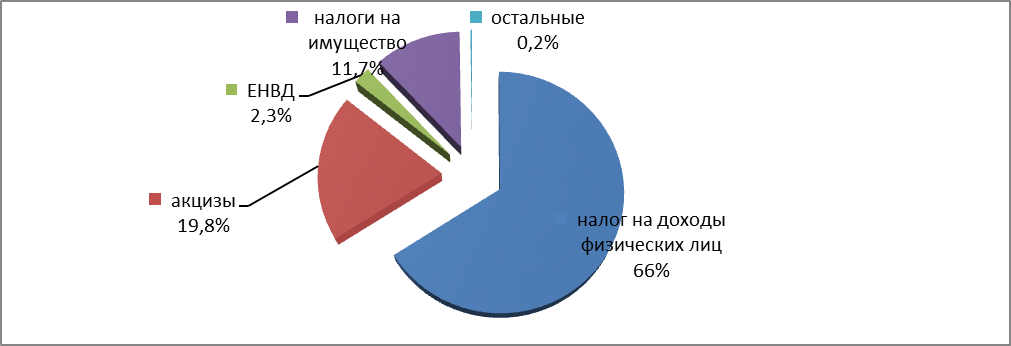 налоги на
имущество
11,7%
остальные
0,2%
ЕНВД
2,3%
акцизы
19,8%
налог на доходы
физических лиц
66%